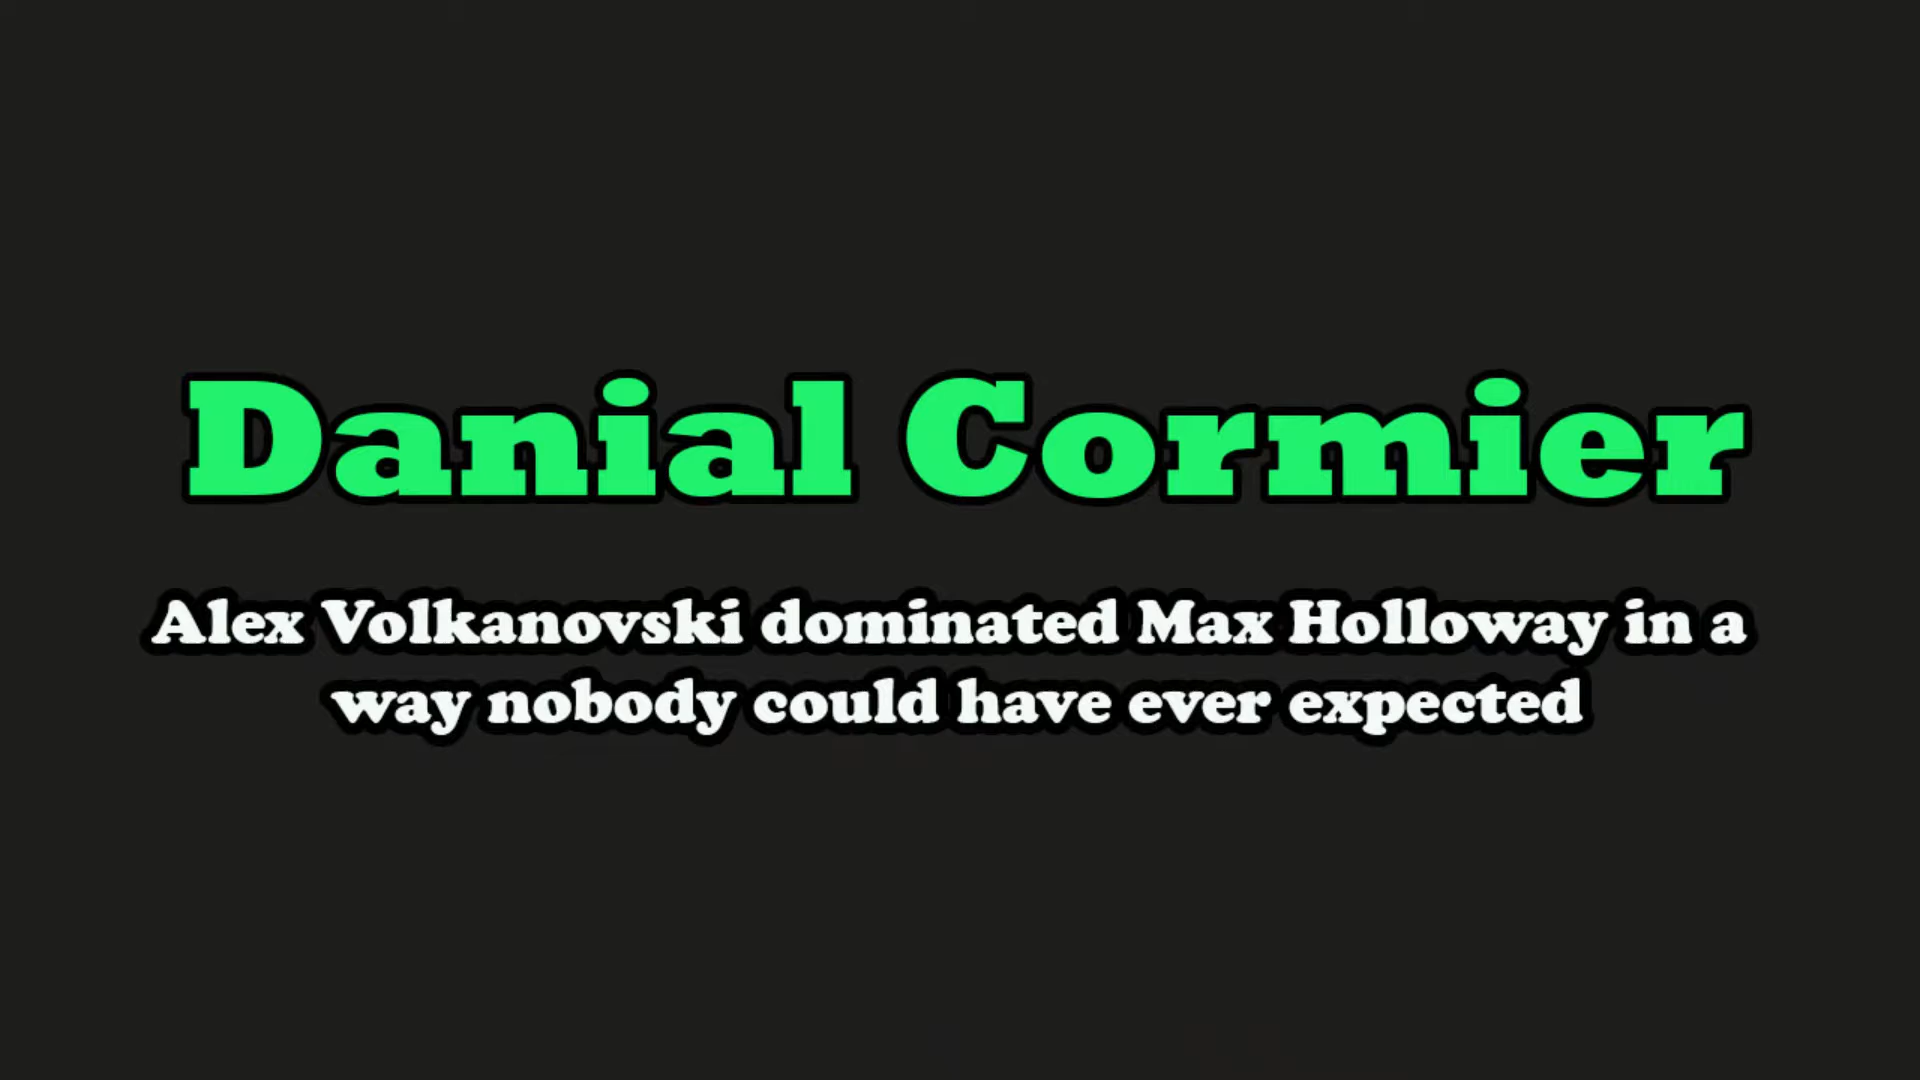 Danial Cormier
Alex Volkanovski dominated Max Holloway in a
way nobody could have ever expected